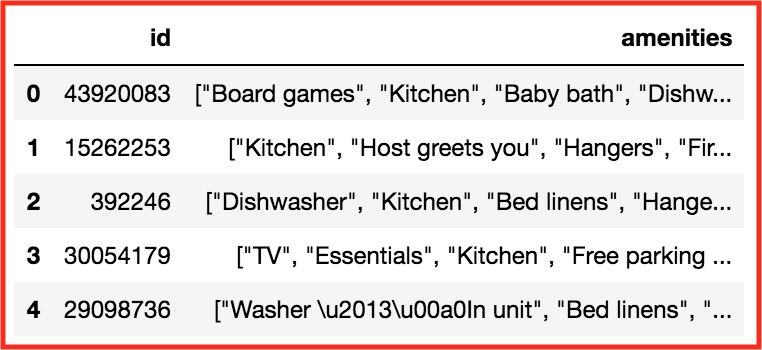 id amenities
0 43920083 ["Board games", "Kitchen", "Baby bath", "Dishw...
1 15262253 ["Kitchen", "Host greets you", "Hangers", "Fir...
2 392246 ["Dishwasher", "Kitchen", "Bed linens", "Hange...
3 30054179 ["TV", "Essentials", "Kitchen", "Free parking ...
4 29098736 ["Washer \u2013\u00a0In unit", "Bed linens", "...